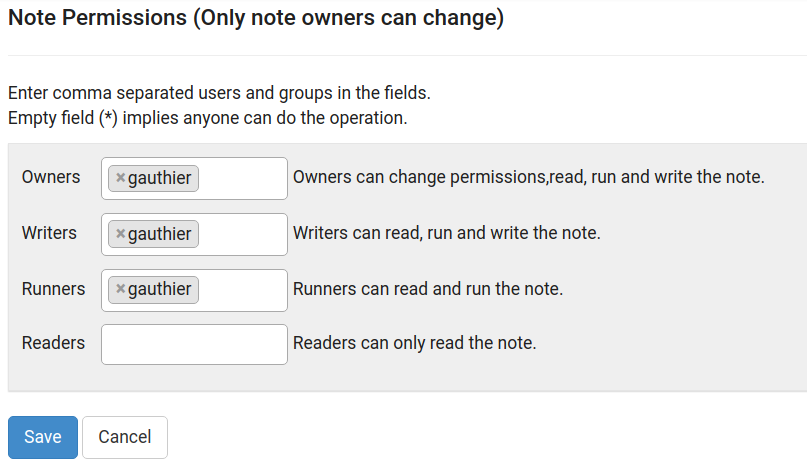 Note Permissions (Only note owners can change)
Enter comma separated users and groups in the fields.
Empty field (*) implies anyone can do the operation.
Owners ×gauthier Owners can change permissions,read, run and write the note.
Writers ×gauthier Writers can read, run and write the note.
Runners ×gauthier Runners can read and run the note.
Readers Readers can only read the note.
Save Cancel